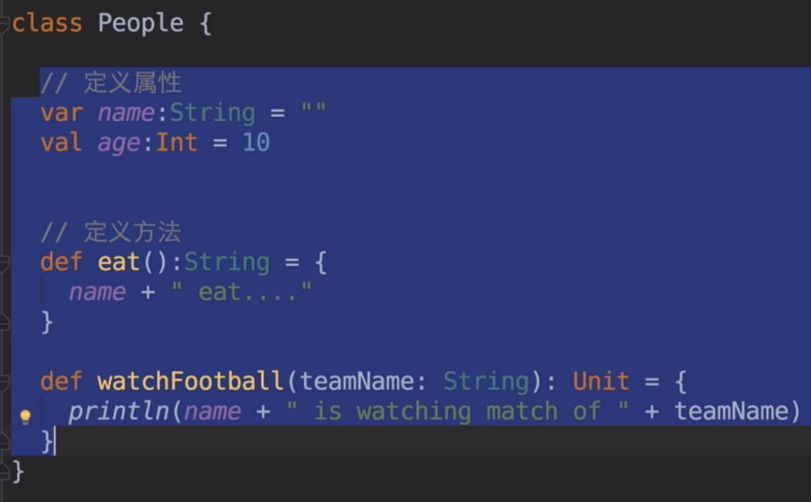 class People {
// 定义属性
var name:String = ""
val age:Int = 10
// 定义方法
def eat():String = {
name + " eat...."
}
def watchFootball(teamName: String): Unit = {
println(name + " is watching match of " + teamName)
}
}